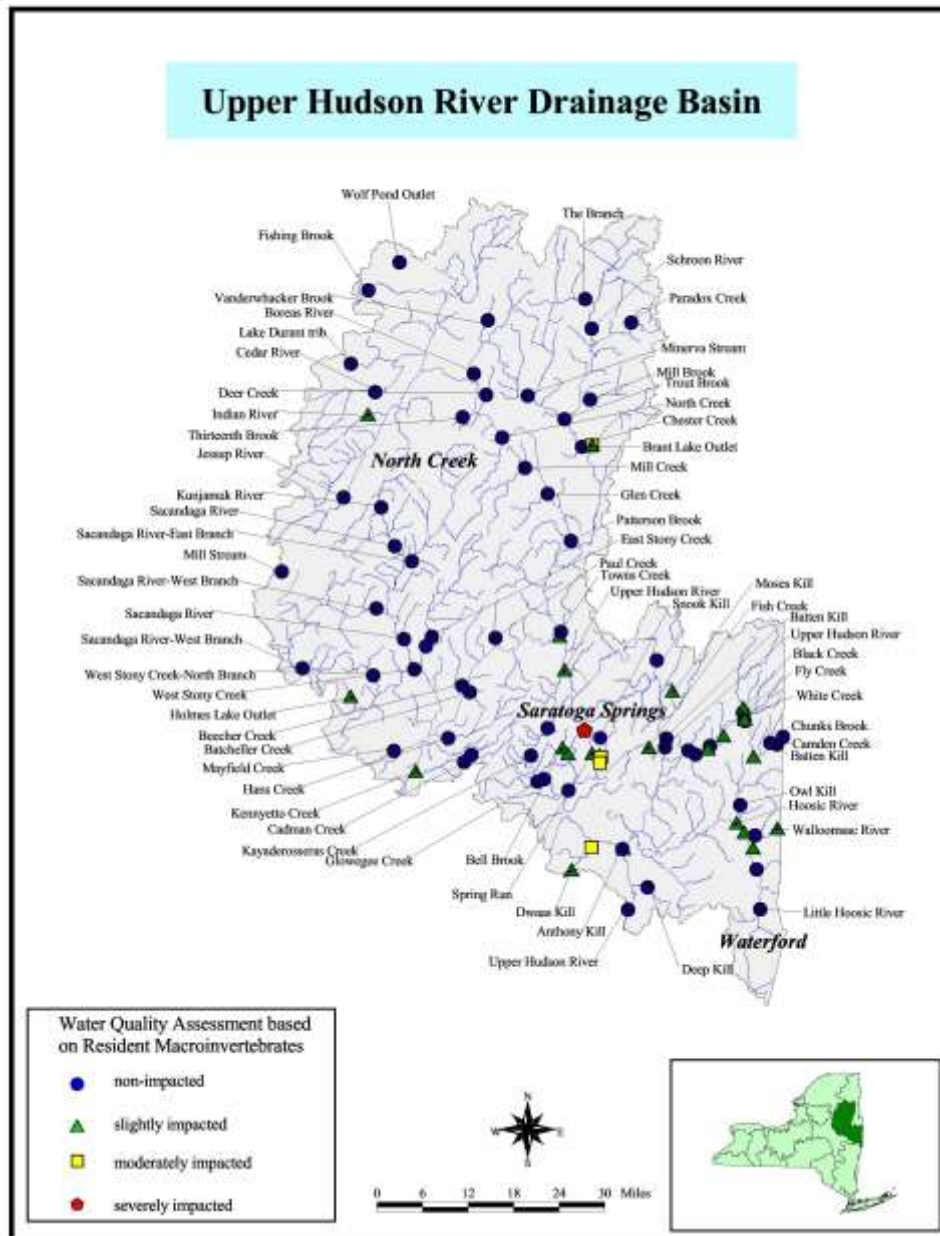 Upper Hudson River Drainage Basin
Wolf Pond Outlet
The Branch
Fishing Brook
Schroon River
Vanderwhacker Brook
Paradox Creek
Boreas River
Lake Durant trib
Cedar River
Minerva Stream
Mill Brook
Trout Brook
Deer Creek
North Creek
Indian River
Chester Creek
Thirteenth Brook
Brant Lake Outlet
Jessup River
North Creek
Mill Creek
Kunjamuk River
Glen Creek
Sacandaga River
Patterson Brook
Sacandaga River-East Branch
East Stony Creek
Mill Stream
Paul Creek
Towns Creek
Sacandaga River-West Branch
Upper Hudson River
Moses Kill
Snook Kill
Fish Creek
Sacandaga River
Batten Kill
Upper Hudson River
Sacandaga River-West Branch
Black Creek
Fly Creek
West Stony Creek-North Branch
White Creek
West Stony Creek
Holmes Lake Outlet
Saratoga Springs
Chunks Brook
Beecher Creek
Camden Creek
Batcheller Creek
Batten Kill
Mayfield Creek
Hans Creek
Owl Kill
Hoosic River
Kennyetto Creek
Cadman Creek
Walloomsac River
Kayaderosseras Creek
Glowegee Creek
Bell Brook
Spring Run
Dwaas Kill
Little Hoosic River
Anthony Kill
Waterford
Upper Hudson River
Deep Kill
Water Quality Assessment based
on Resident Macroinvertebrates
non-impacted
slightly impacted
moderately impacted
severely impacted
N
W
E
S
0 6 12 18 24 30 Miles